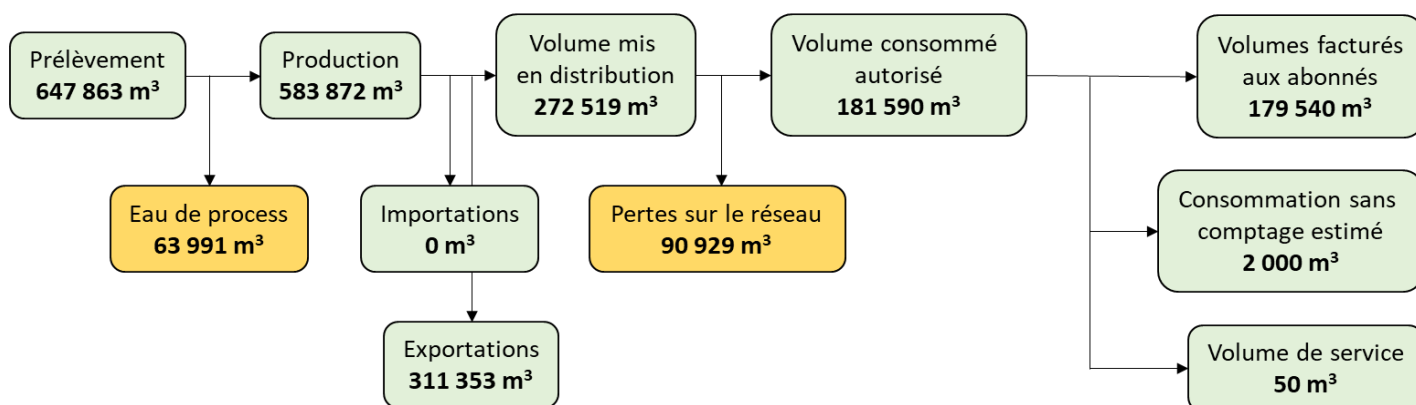 Prélèvement
647 863 m³
Production
583 872 m³
Volume mis
en distribution
272 519 m³
Volume consommé
autorisé
181 590 m³
Volumes facturés
aux abonnés
179 540 m³
Eau de process
63 991 m³
Importations
0 m³
Pertes sur le réseau
90 929 m³
Consommation sans
comptage estimé
2 000 m³
Exportations
311 353 m³
Volume de service
50 m³